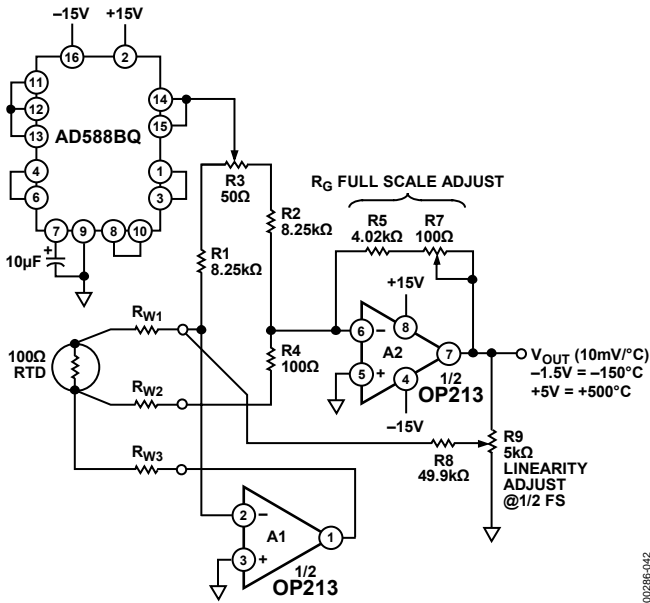 –15V +15V
16 2
11
12
13
14
15
AD588BQ
4
6
1
3
7 9 8 10
10µF
+
R3
50Ω
R1
8.25kΩ
R2
8.25kΩ
R4
100Ω
RG FULL SCALE ADJUST
R5
4.02kΩ
R7
100Ω
+15V
6 – 8
A2 7
5 + 4
1/2
OP213
–15V
VOUT (10mV/°C)
–1.5V = –150°C
+5V = +500°C
100Ω
RTD
RW1
RW2
RW3
R8
49.9kΩ
R9
5kΩ
LINEARITY
ADJUST
@1/2 FS
2 –
A1 1
3 +
1/2
OP213
00286-042